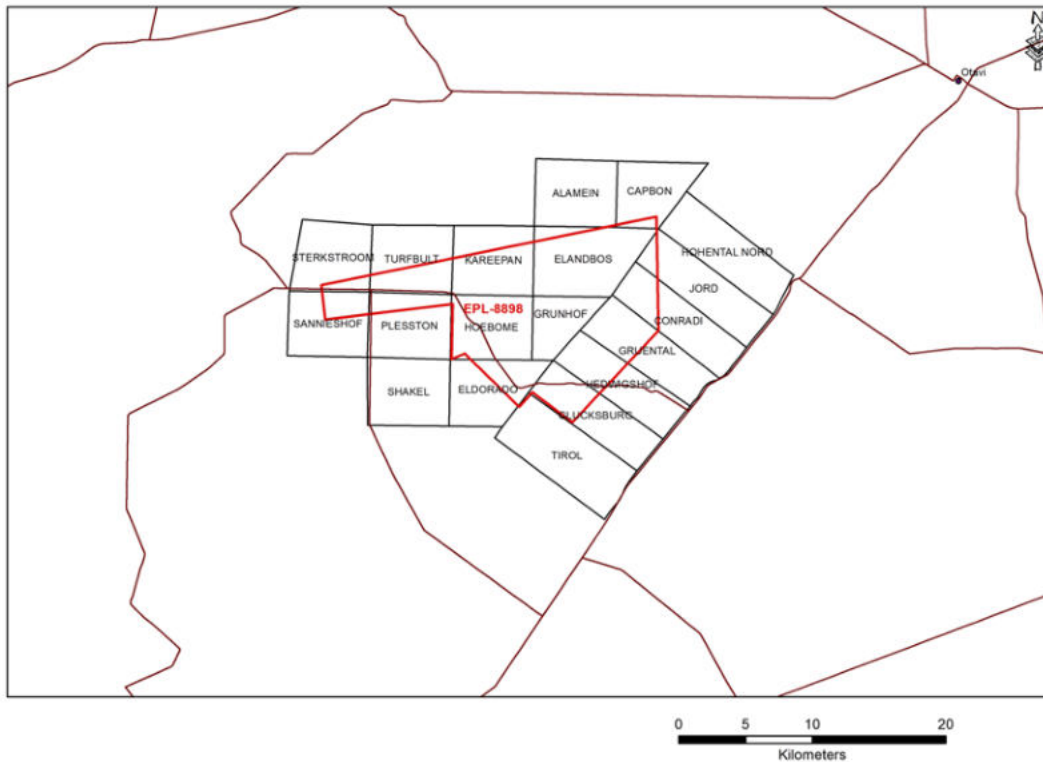 N
Otavi
ALAMEIN
CAPBON
STERKSTROOM
TURFBULT
KAREEPAN
ELANDBOS
HOHENTAL NORD
JORD
EPL-8898
SANNIESHOF
PLESSTON
HOEBOME
GRUNHOF
CONRADI
GRUENTAL
SHAKEL
ELDORADO
HEDWIGSHOF
GLUCKSBURG
TIROL
0 5 10 20
Kilometers